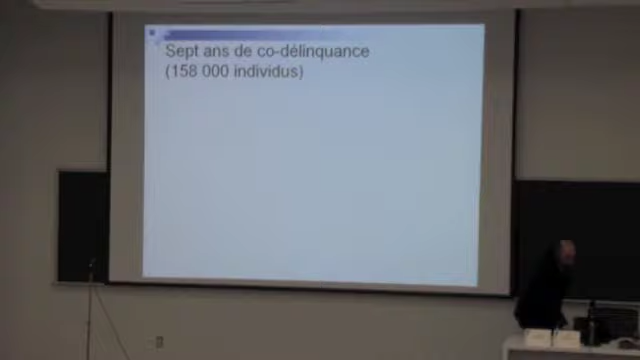 Sept ans de co-délinquance
(158 000 individus)